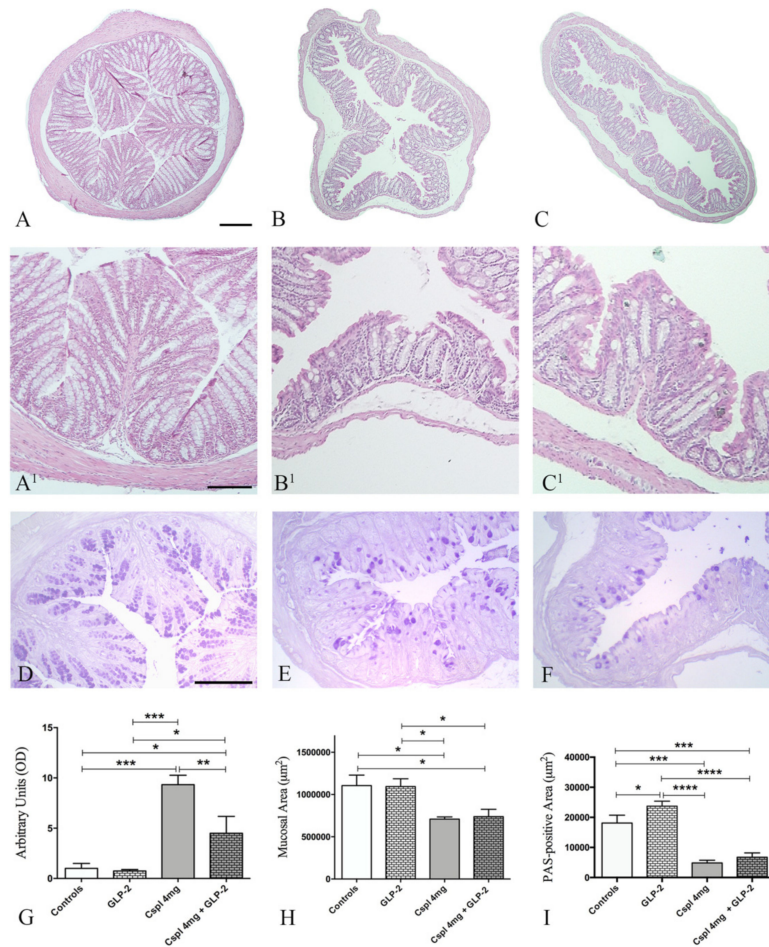 A
B
C
A1
B1
C1
D
E
F
Arbitrary Units (OD)
15
10
5
0
***
*
*
***
**
Controls
GLP-2
Cspl 4mg
Cspl 4mg + GLP-2
G
Mucosal Area (µm2)
1500000
1000000
500000
0
*
*
*
*
Controls
GLP-2
Cspl 4mg
Cspl 4mg + GLP-2
H
PAS-positive Area (µm2)
40000
30000
20000
10000
0
***
***
****
*
****
Controls
GLP-2
Cspl 4mg
Cspl 4mg + GLP-2
I